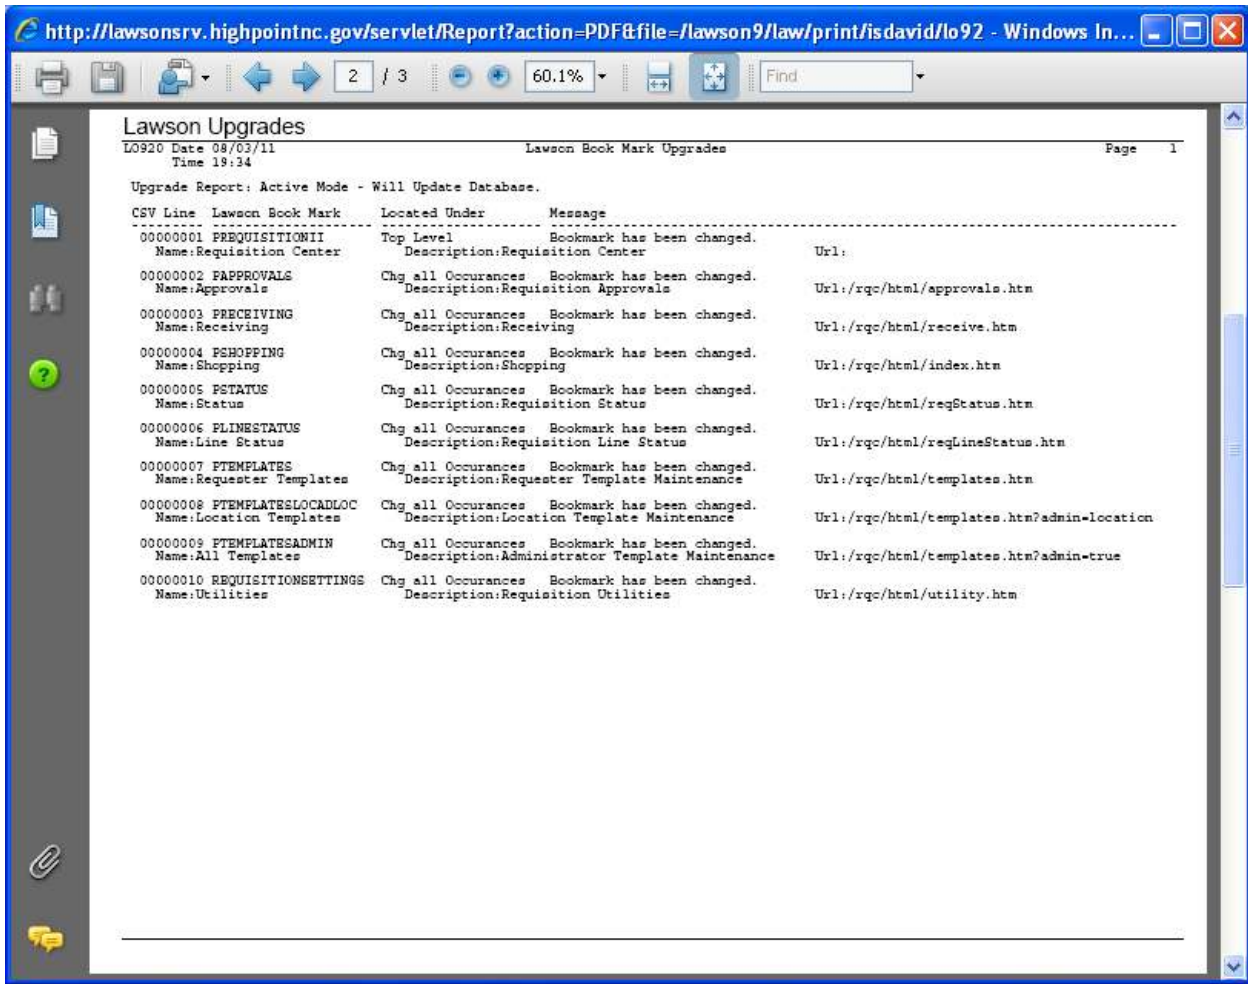 http://lawsonsrv.highpointnc.gov/servlet/Report?action=PDF&file=/lawson9/law/print/isdavid/lo92 - Windows In...
2 / 3 60.1% Find
Lawson Upgrades
LO920 Date 08/03/11 Lawson Book Mark Upgrades Page 1
Time 19:34
Upgrade Report: Active Mode - Will Update Database.
CSV Line Lawson Book Mark Located Under Message
00000001 PREQUISITIONII Top Level Bookmark has been changed.
Name:Requisition Center Description:Requisition Center Url:
00000002 PAPPROVALS Chg all Occurances Bookmark has been changed.
Name:Approvals Description:Requisition Approvals Url:/rqc/html/approvals.htm
00000003 PRECEIVING Chg all Occurances Bookmark has been changed.
Name:Receiving Description:Receiving Url:/rqc/html/receive.htm
00000004 PSHOPPING Chg all Occurances Bookmark has been changed.
Name:Shopping Description:Shopping Url:/rqc/html/index.htm
00000005 PSTATUS Chg all Occurances Bookmark has been changed.
Name:Status Description:Requisition Status Url:/rqc/html/reqStatus.htm
00000006 PLINESTATUS Chg all Occurances Bookmark has been changed.
Name:Line Status Description:Requisition Line Status Url:/rqc/html/reqLineStatus.htm
00000007 PTEMPLATES Chg all Occurances Bookmark has been changed.
Name:Requester Templates Description:Requester Template Maintenance Url:/rqc/html/templates.htm
00000008 PTEMPLATESLOCADLOC Chg all Occurances Bookmark has been changed.
Name:Location Templates Description:Location Template Maintenance Url:/rqc/html/templates.htm?admin=location
00000009 PTEMPLATESADMIN Chg all Occurances Bookmark has been changed.
Name:All Templates Description:Administrator Template Maintenance Url:/rqc/html/templates.htm?admin=true
00000010 REQUISITIONSETTINGS Chg all Occurances Bookmark has been changed.
Name:Utilities Description:Requisition Utilities Url:/rqc/html/utility.htm